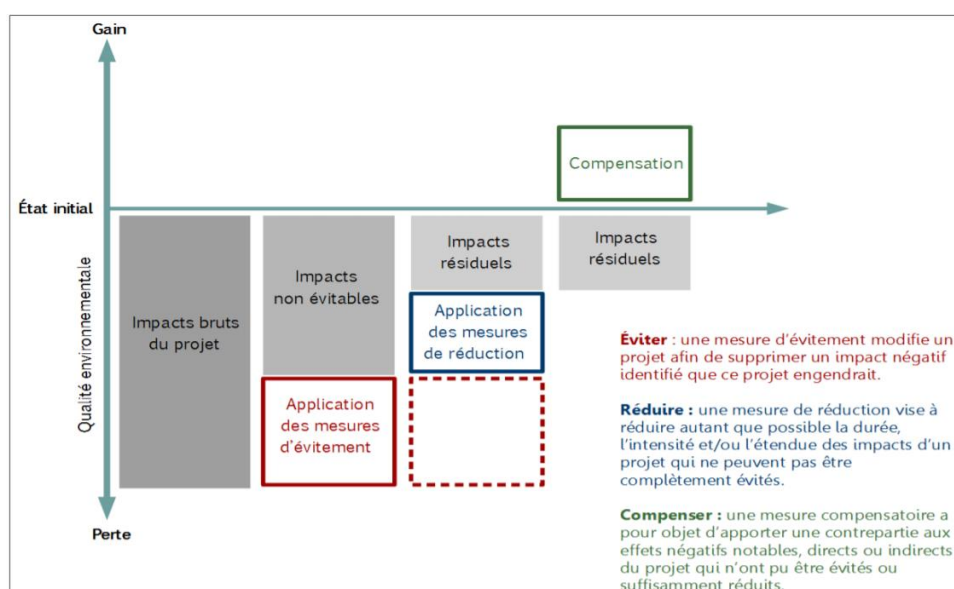 Gain
Compensation
État initial
Qualité environnementale
Impacts bruts
du projet
Impacts
non évitables
Impacts
résiduels
Impacts
résiduels
Application
des mesures
de réduction
Application
des mesures
d'évitement
Perte
Éviter : une mesure d'évitement modifie un
projet afin de supprimer un impact négatif
identifié que ce projet engendrait.
Réduire : une mesure de réduction vise à
réduire autant que possible la durée,
l'intensité et/ou l'étendue des impacts d'un
projet qui ne peuvent pas être
complètement évités.
Compenser : une mesure compensatoire a
pour objet d'apporter une contrepartie aux
effets négatifs notables, directs ou indirects
du projet qui n'ont pu être évités ou
suffisamment réduits.